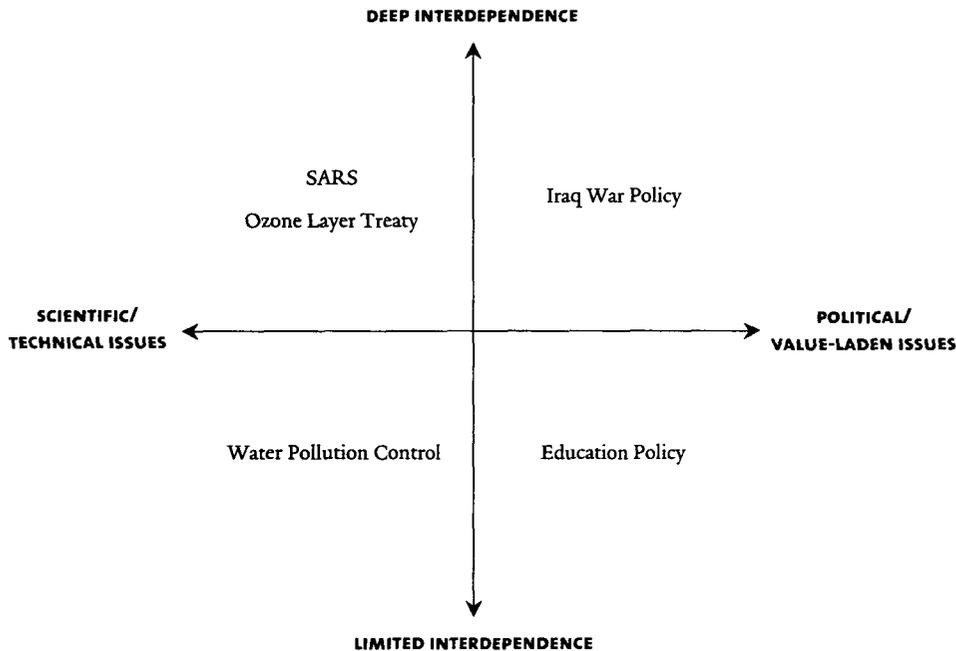 DEEP INTERDEPENDENCE
SARS
Iraq War Policy
Ozone Layer Treaty
SCIENTIFIC/
TECHNICAL ISSUES
POLITICAL/
VALUE-LADEN ISSUES
Water Pollution Control
Education Policy
LIMITED INTERDEPENDENCE